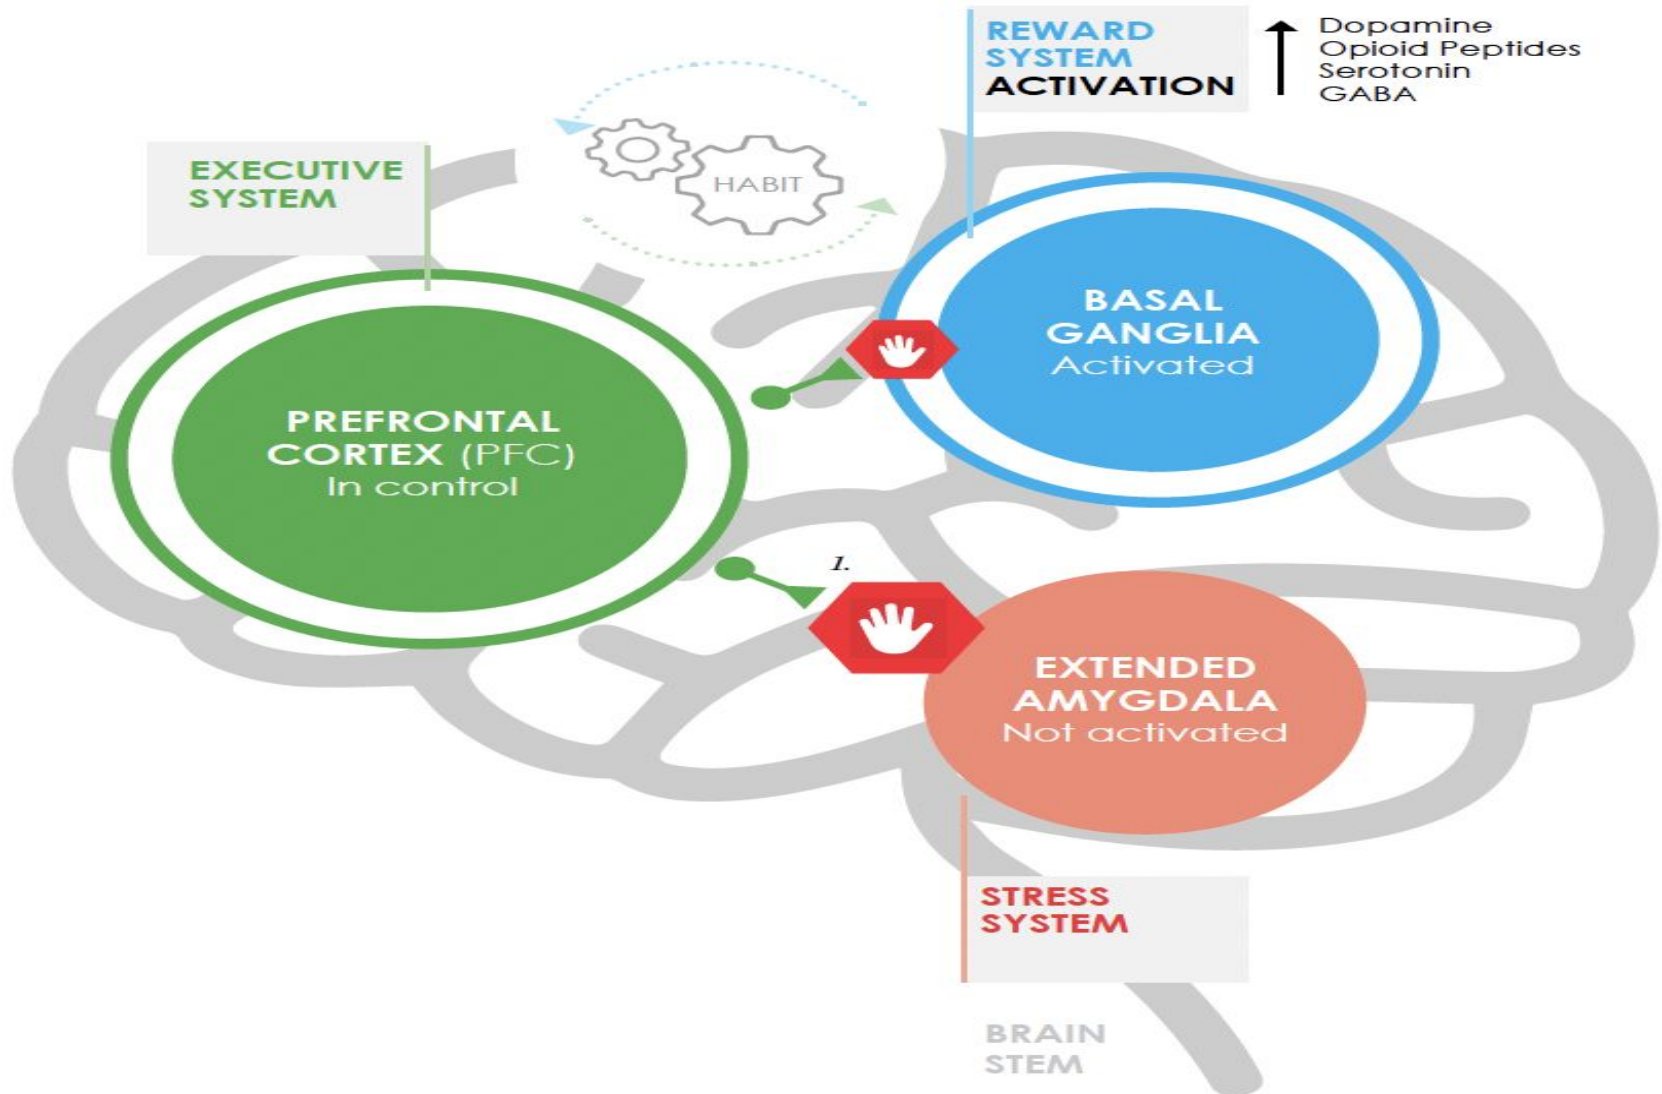 REWARD
SYSTEM
ACTIVATION
Dopamine
Opioid Peptides
Serotonin
GABA
EXECUTIVE
SYSTEM
HABIT
BASAL
GANGLIA
Activated
PREFRONTAL
CORTEX (PFC)
In control
1.
EXTENDED
AMYGDALA
Not activated
STRESS
SYSTEM
BRAIN
STEM